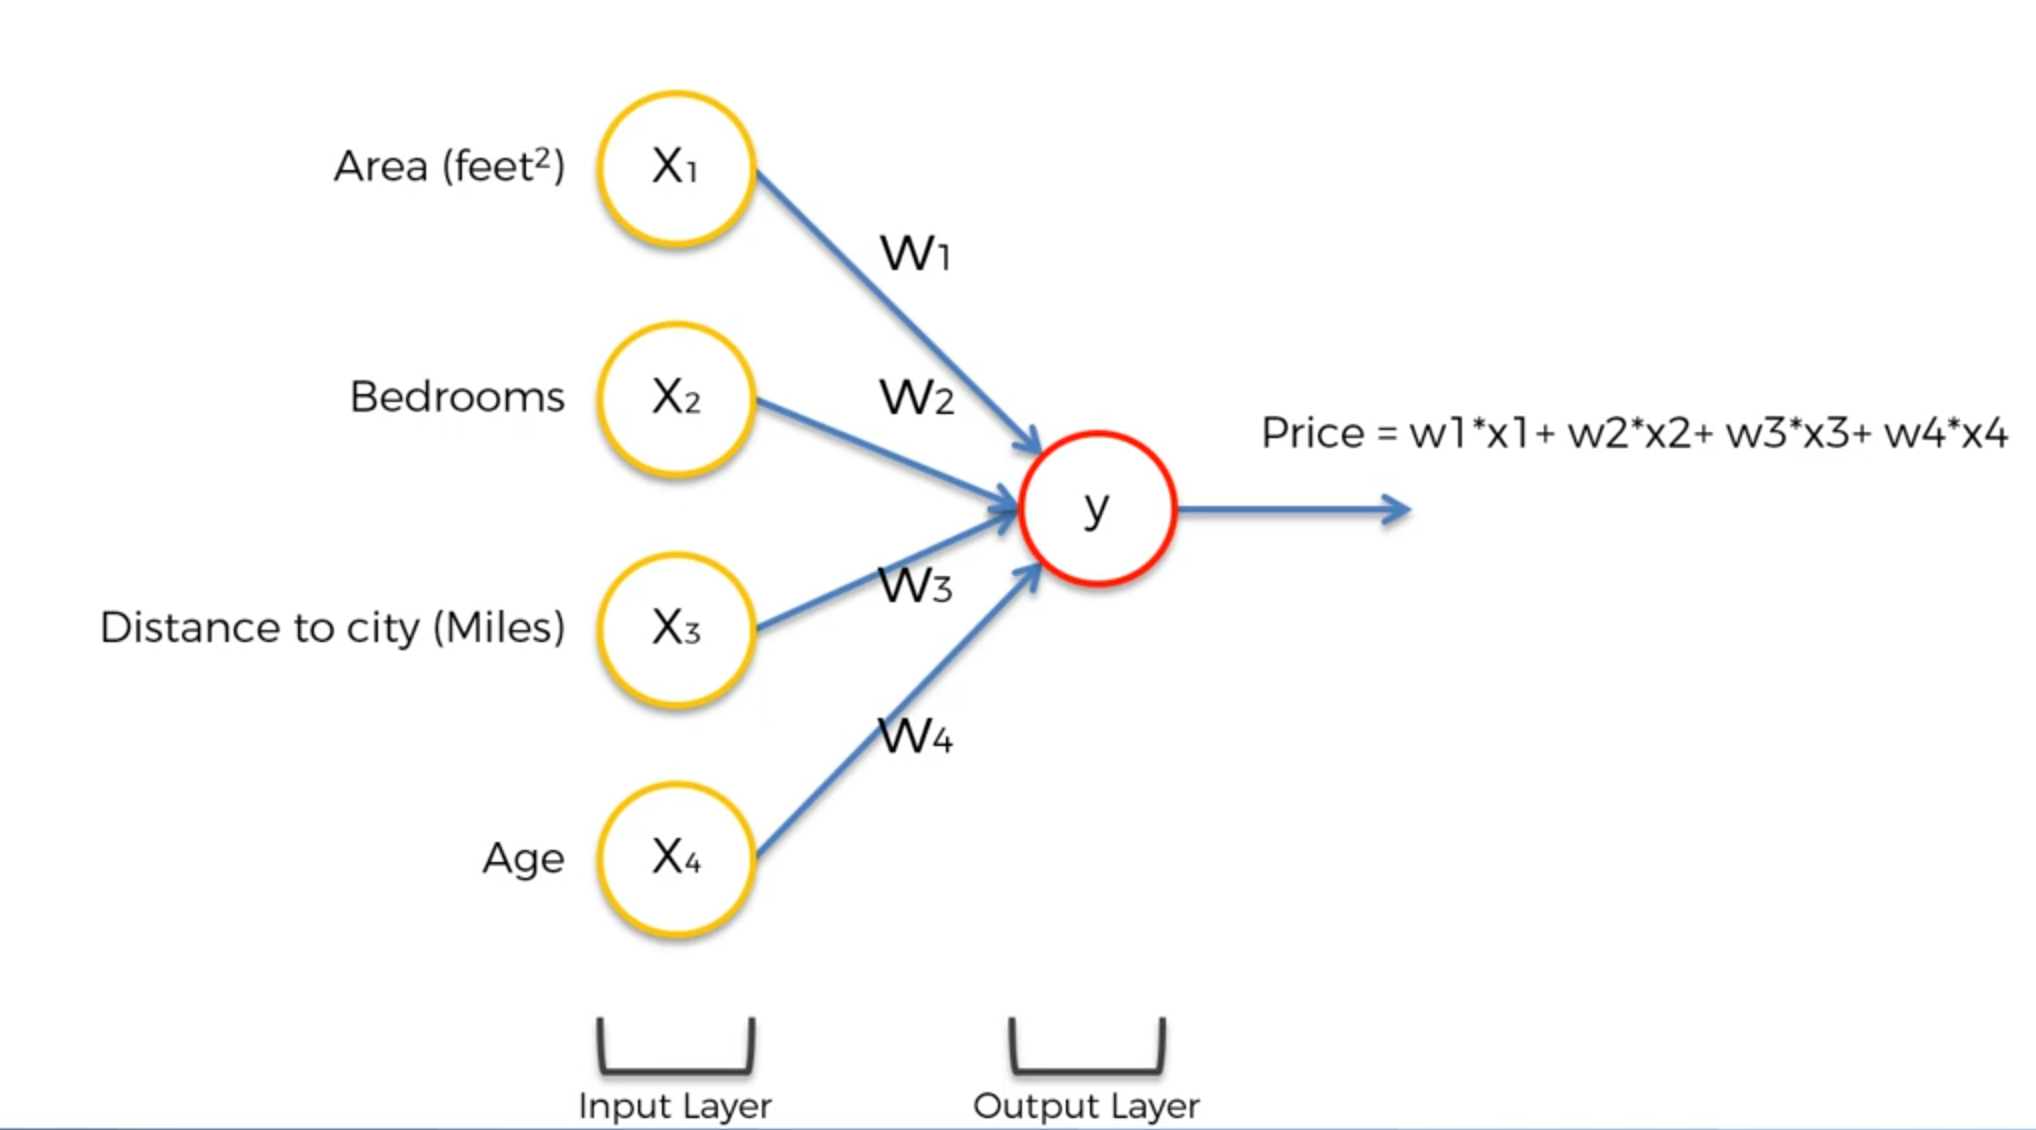 Area (feet²)
X₁
W₁
Bedrooms
X₂
W₂
Price = w1*x1+ w2*x2+ w3*x3+ w4*x4
y
Distance to city (Miles)
X₃
W₃
W₄
Age
X₄
Input Layer
Output Layer